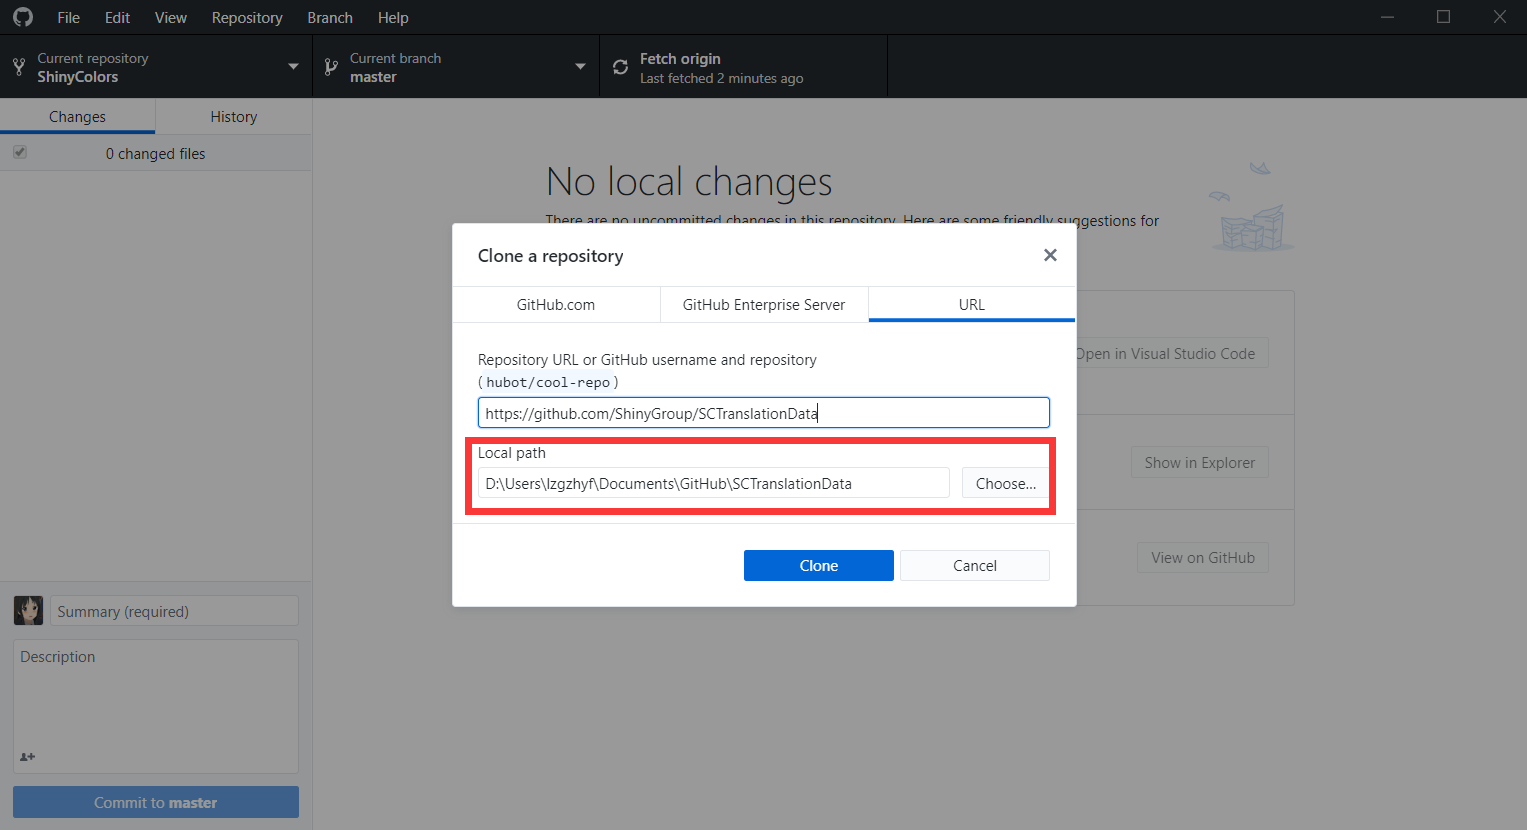 File Edit View Repository Branch Help
Current repository
ShinyColors
Current branch
master
Fetch origin
Last fetched 2 minutes ago
Changes
History
0 changed files
No local changes
There are no uncommitted changes in this repository. Here are some friendly suggestions for
Clone a repository
GitHub.com
GitHub Enterprise Server
URL
Repository URL or GitHub username and repository
(hubot/cool-repo)
https://github.com/ShinyGroup/SCTranslationData
Local path
D:\Users\lzgzhyf\Documents\GitHub\SCTranslationData
Choose...
Clone
Cancel
Open in Visual Studio Code
Show in Explorer
View on GitHub
Summary (required)
Description
Commit to master